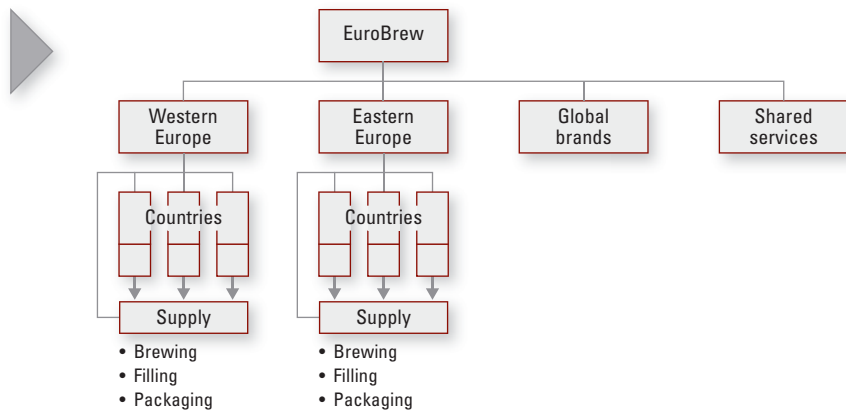 EuroBrew
Western
Europe
Eastern
Europe
Global
brands
Shared
services
Countries
Countries
Supply
Supply
• Brewing
• Filling
• Packaging
• Brewing
• Filling
• Packaging